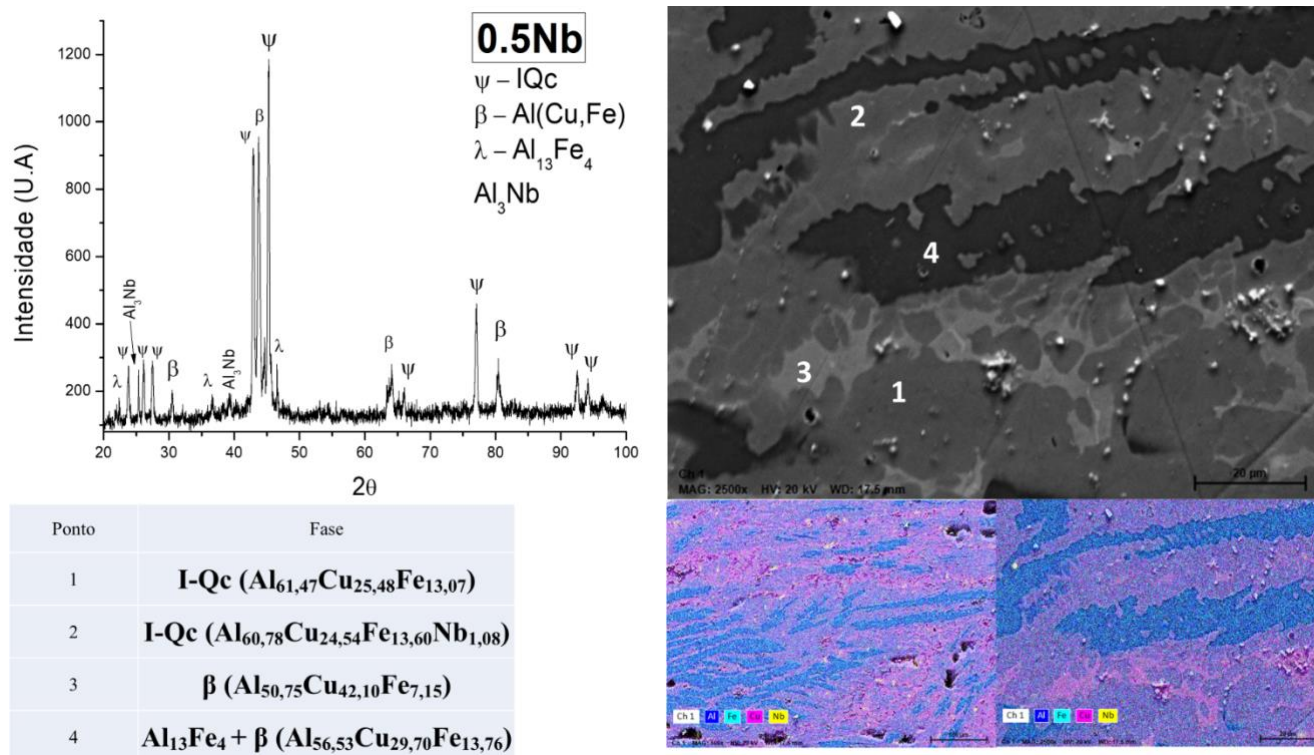 0.5Nb
ψ – IQc
β – Al(Cu,Fe)
λ – Al13Fe4
Al3Nb
Intensidade (U.A)
1200
1000
800
600
400
200
ψ
ψ
β
Al3Nb
λ
ψ
ψ
ψ
β
λ
Al3Nb
λ
β
ψ
ψ
β
ψ
ψ
20 30 40 50 60 70 80 90 100
2θ
2
4
3
1
Ch 1
MAG: 2500x HV: 20 kV WD: 17.5 mm
20 µm
Ponto Fase
1 I-Qc (Al61,47Cu25,48Fe13,07)
2 I-Qc (Al60,78Cu24,54Fe13,60Nb1,08)
3 β (Al50,75Cu42,10Fe7,15)
4 Al13Fe4 + β (Al56,53Cu29,70Fe13,76)
Ch 1 Al Fe Cu Nb
Ch 1 Al Fe Cu Nb